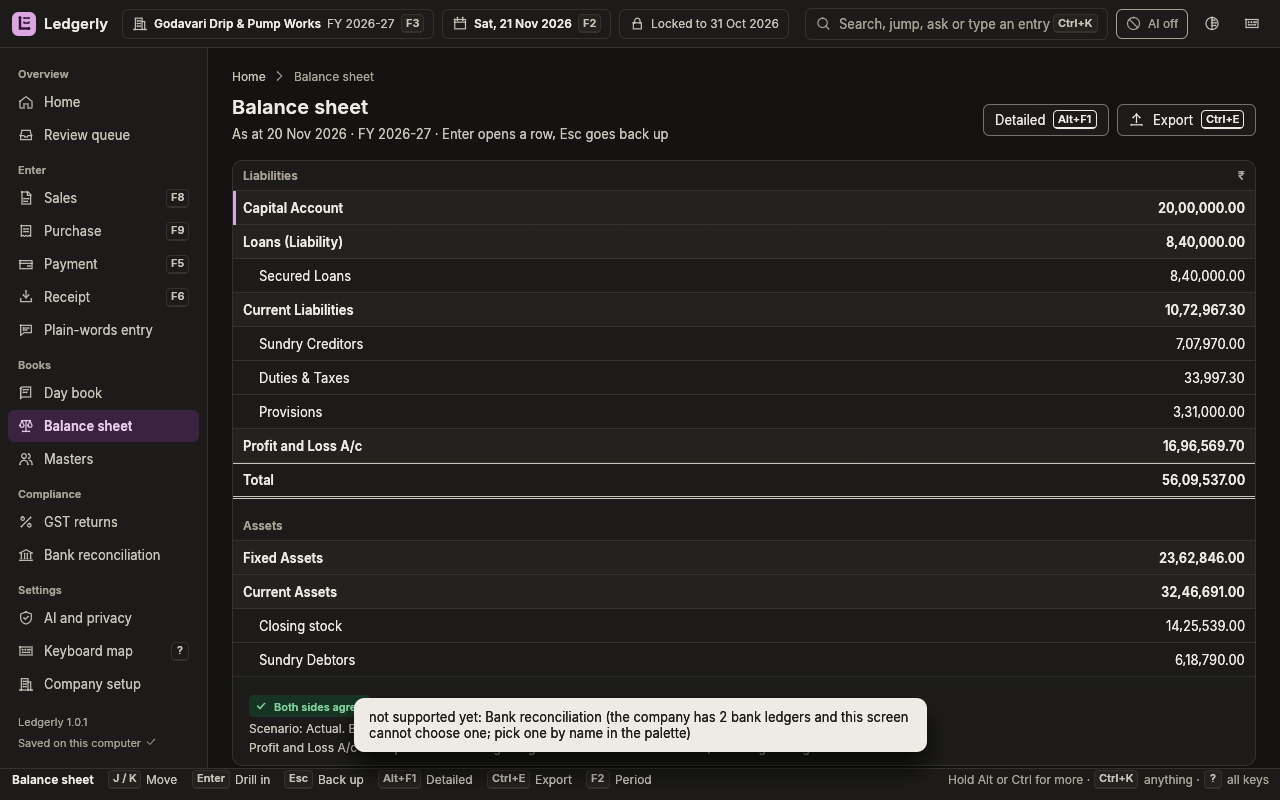 Ledgerly
Godavari Drip & Pump Works FY 2026-27 F3
Sat, 21 Nov 2026 F2
Locked to 31 Oct 2026
Search, jump, ask or type an entry Ctrl+K
AI off
Overview
Home
Review queue
Enter
Sales F8
Purchase F9
Payment F5
Receipt F6
Plain-words entry
Books
Day book
Balance sheet
Masters
Compliance
GST returns
Bank reconciliation
Settings
AI and privacy
Keyboard map ?
Company setup
Ledgerly 1.0.1
Saved on this computer
Home Balance sheet
Balance sheet
As at 20 Nov 2026 · FY 2026-27 · Enter opens a row, Esc goes back up
Detailed Alt+F1
Export Ctrl+E
Liabilities ₹
Capital Account 20,00,000.00
Loans (Liability) 8,40,000.00
Secured Loans 8,40,000.00
Current Liabilities 10,72,967.30
Sundry Creditors 7,07,970.00
Duties & Taxes 33,997.30
Provisions 3,31,000.00
Profit and Loss A/c 16,96,569.70
Total 56,09,537.00
Assets
Fixed Assets 23,62,846.00
Current Assets 32,46,691.00
Closing stock 14,25,539.00
Sundry Debtors 6,18,790.00
Both sides
Scenario: Actual.
Profit and Loss A/c
not supported yet: Bank reconciliation (the company has 2 bank ledgers and this screen
cannot choose one; pick one by name in the palette)
Balance sheet J / K Move Enter Drill in Esc Back up Alt+F1 Detailed Ctrl+E Export F2 Period
Hold Alt or Ctrl for more · Ctrl+K anything · ? all keys